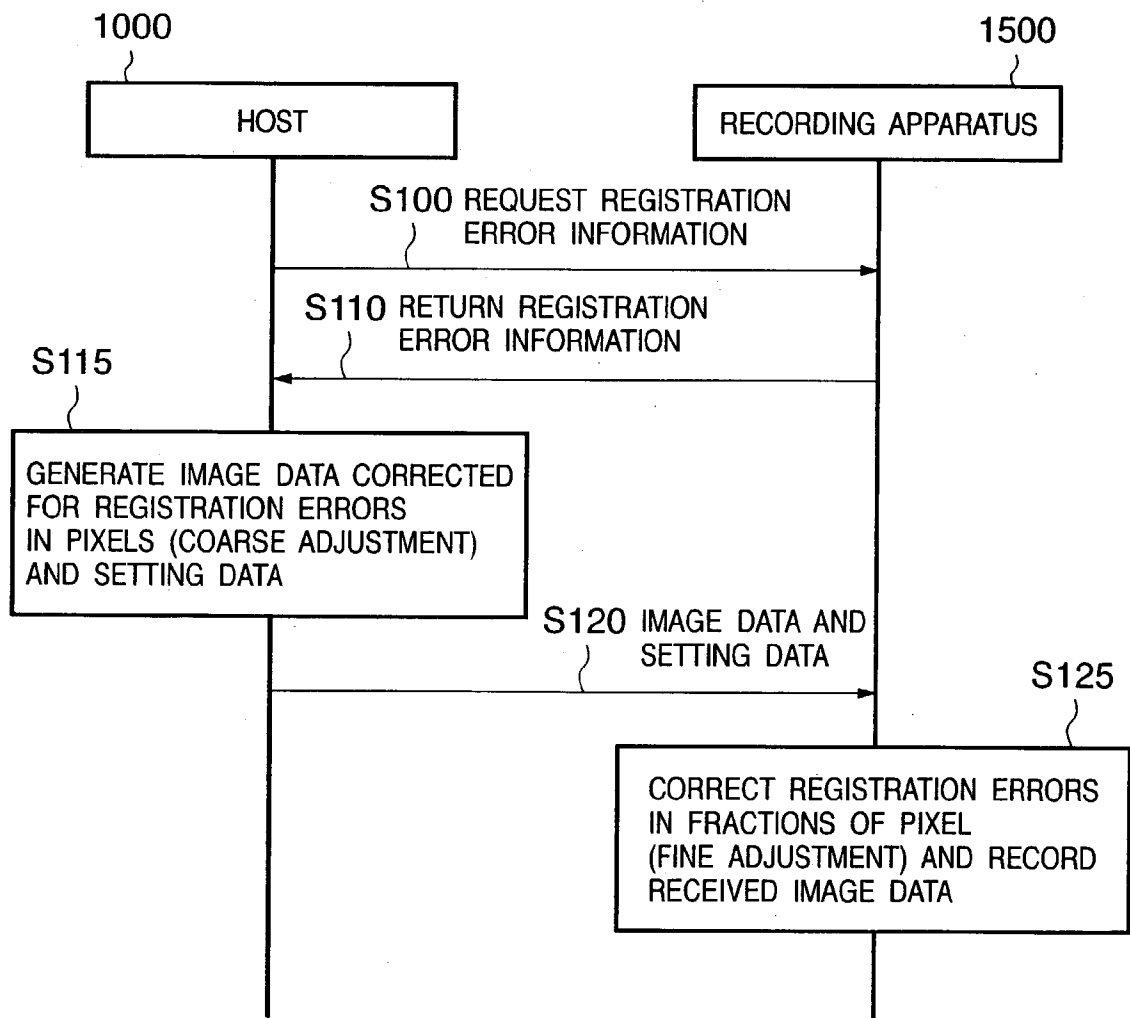 1000
1500
HOST
RECORDING APPARATUS
S100 REQUEST REGISTRATION
ERROR INFORMATION
S110 RETURN REGISTRATION
ERROR INFORMATION
S115
GENERATE IMAGE DATA CORRECTED
FOR REGISTRATION ERRORS
IN PIXELS (COARSE ADJUSTMENT)
AND SETTING DATA
S120 IMAGE DATA AND
SETTING DATA
S125
CORRECT REGISTRATION ERRORS
IN FRACTIONS OF PIXEL
(FINE ADJUSTMENT) AND RECORD
RECEIVED IMAGE DATA